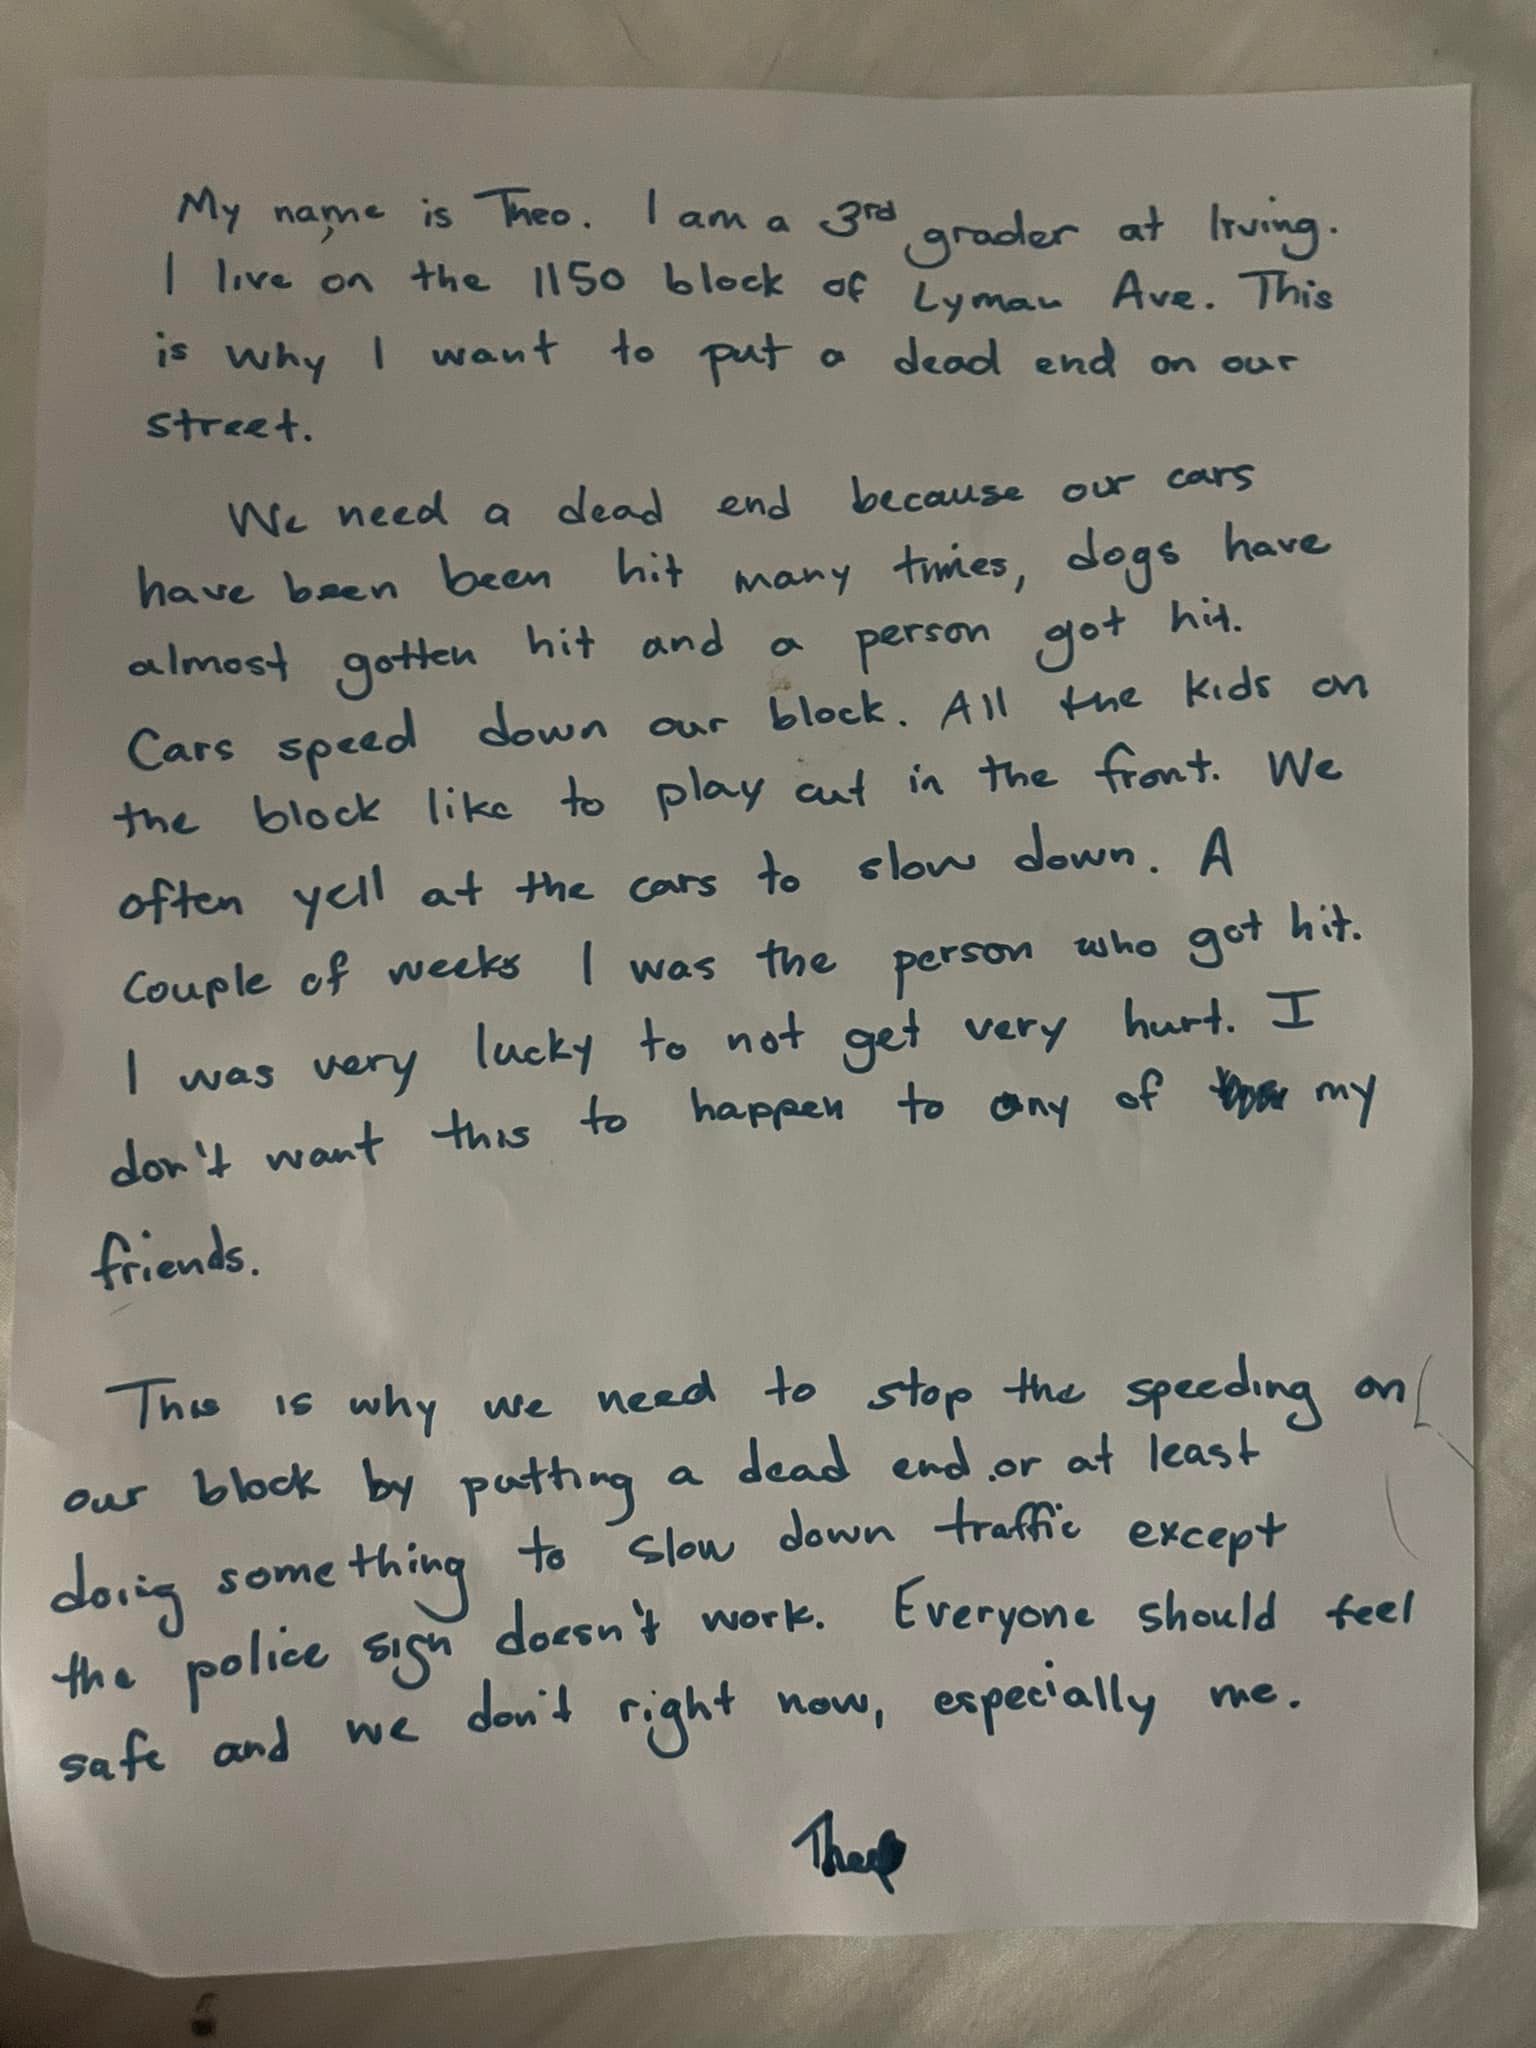 My name is Theo. I am a 3rd grader at Irving.
I live on the 1150 block of Lyman Ave. This
is why I want to put a dead end on our
street.
We need a dead end because our cars
have been been hit many times, dogs have
almost gotten hit and a person got hit.
Cars speed down our block. All the kids on
the block like to play out in the front. We
often yell at the cars to slow down. A
couple of weeks I was the person who got hit.
I was very lucky to not get very hurt. I
don't want this to happen to any of my
friends.
This is why we need to stop the speeding on
our block by putting a dead end or at least
doing something to slow down traffic except
the police sign doesn't work. Everyone should feel
safe and we don't right now, especially me.
Theo